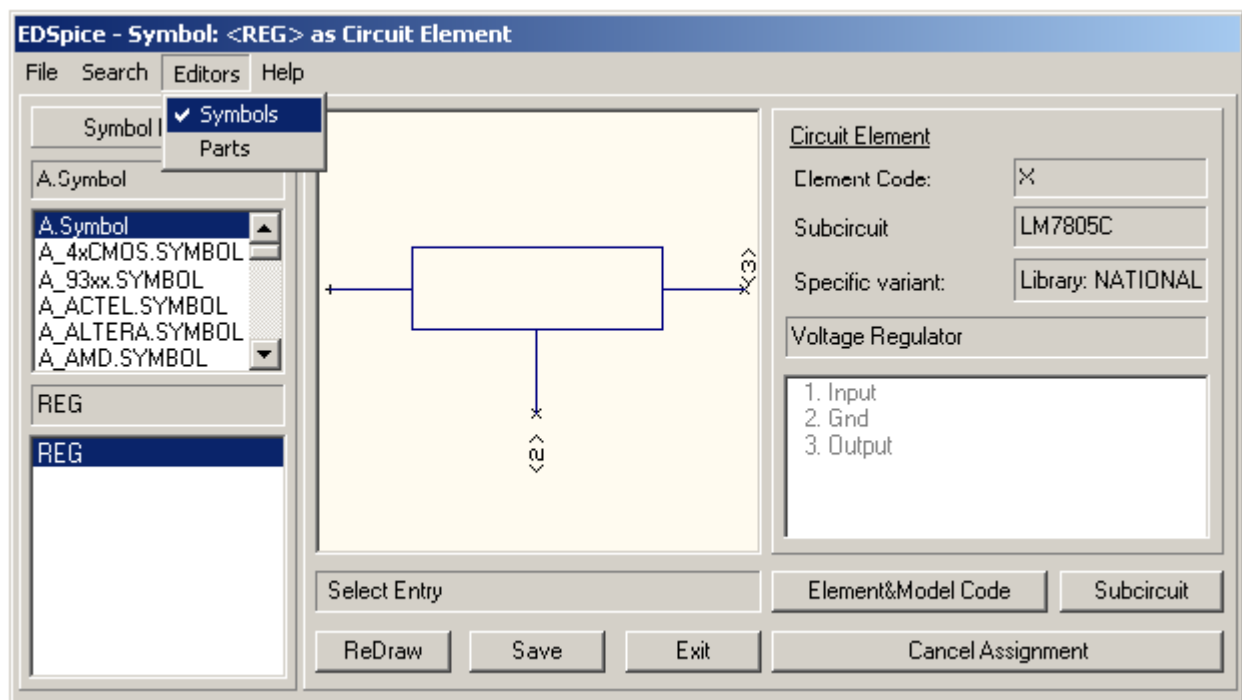 EDSpice - Symbol: <REG> as Circuit Element
File Search Editors Help
Symbols
Parts
Symbol
A.Symbol
A.Symbol
A_4xCMOS.SYMBOL
A_93xx.SYMBOL
A_ACTEL.SYMBOL
A_ALTERA.SYMBOL
A_AMD.SYMBOL
REG
REG
<3>
<2>
Circuit Element
Element Code: X
Subcircuit LM7805C
Specific variant: Library: NATIONAL
Voltage Regulator
1. Input
2. Gnd
3. Output
Select Entry
Element&Model Code Subcircuit
ReDraw Save Exit Cancel Assignment